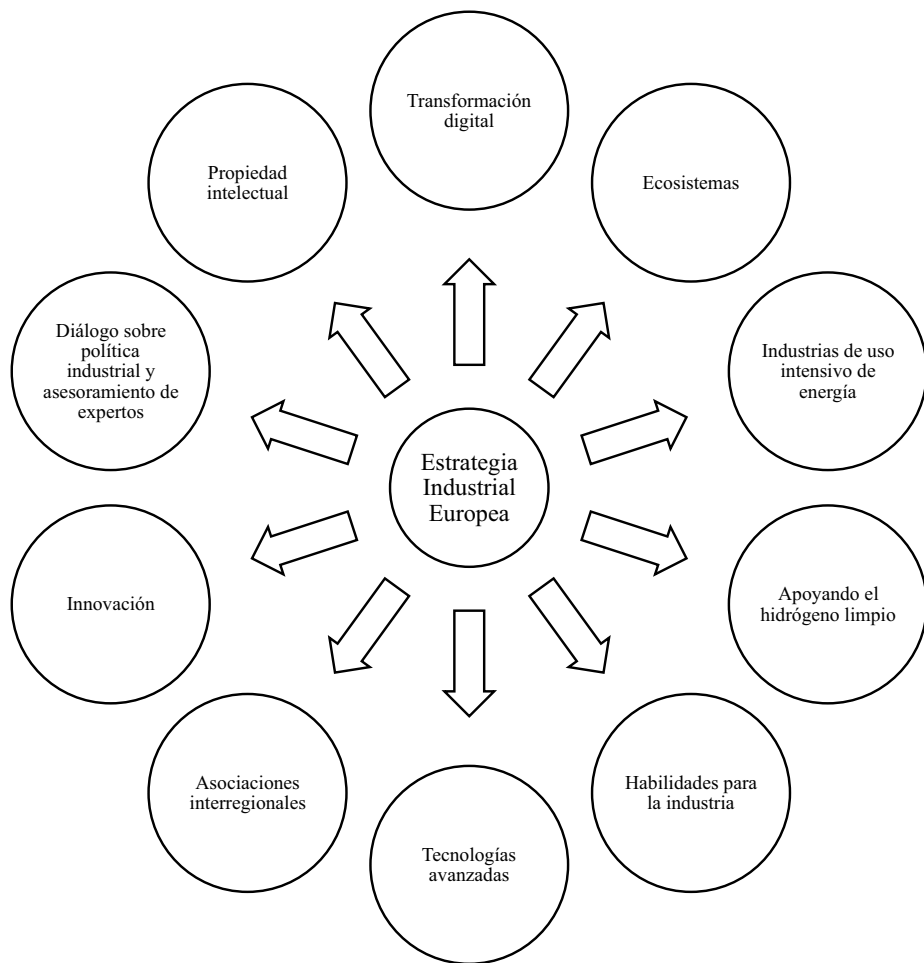 Transformación
digital
Ecosistemas
Industrias de uso
intensivo de
energía
Apoyando el
hidrógeno limpio
Habilidades para
la industria
Tecnologías
avanzadas
Asociaciones
interregionales
Innovación
Diálogo sobre
política
industrial y
asesoramiento de
expertos
Propiedad
intelectual
Estrategia
Industrial
Europea